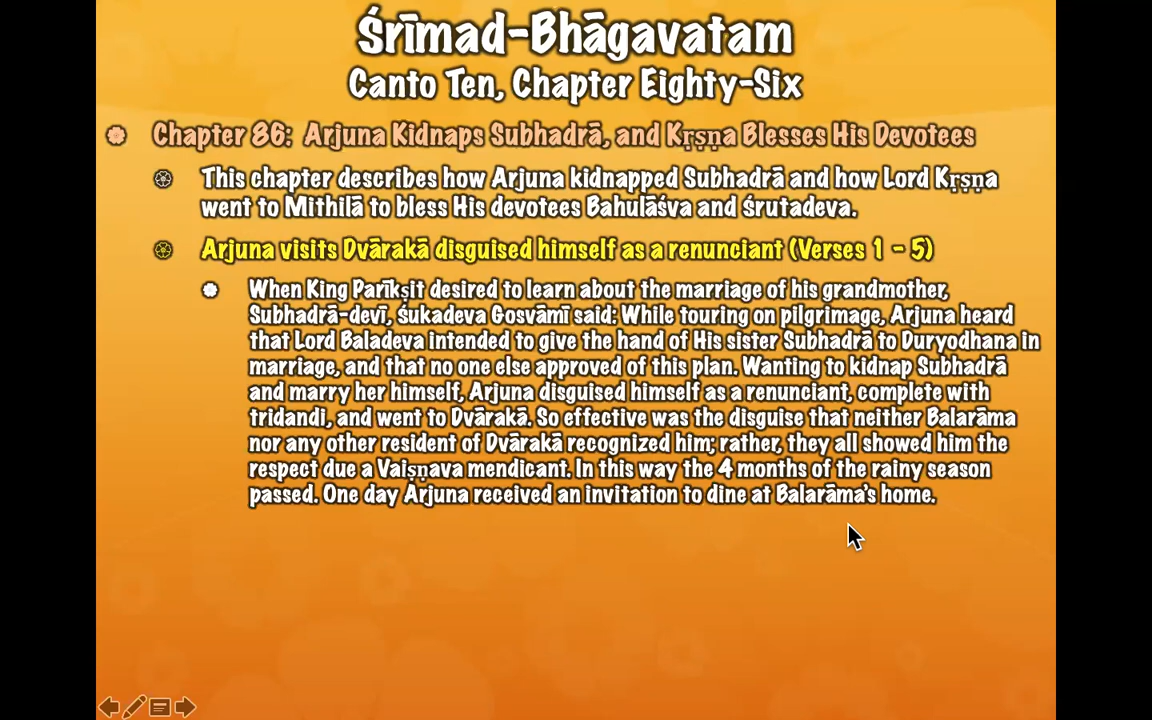 Śrīmad-Bhāgavatam
Canto Ten, Chapter Eighty-Six
Chapter 86: Arjuna Kidnaps Subhadrā, and Kṛṣṇa Blesses His Devotees
This chapter describes how Arjuna kidnapped Subhadrā and how Lord Kṛṣṇa
went to Mithilā to bless His devotees Bahulāśva and śrutadeva.
Arjuna visits Dvārakā disguised himself as a renunciant (Verses 1 - 5)
When King Parīkṣit desired to learn about the marriage of his grandmother,
Subhadrā-devī, śukadeva Gosvāmī said: While touring on pilgrimage, Arjuna heard
that Lord Baladeva intended to give the hand of His sister Subhadrā to Duryodhana in
marriage, and that no one else approved of this plan. Wanting to kidnap Subhadrā
and marry her himself, Arjuna disguised himself as a renunciant, complete with
tridandi, and went to Dvārakā. So effective was the disguise that neither Balarāma
nor any other resident of Dvārakā recognized him; rather, they all showed him the
respect due a Vaiṣṇava mendicant. In this way the 4 months of the rainy season
passed. One day Arjuna received an invitation to dine at Balarāma's home.